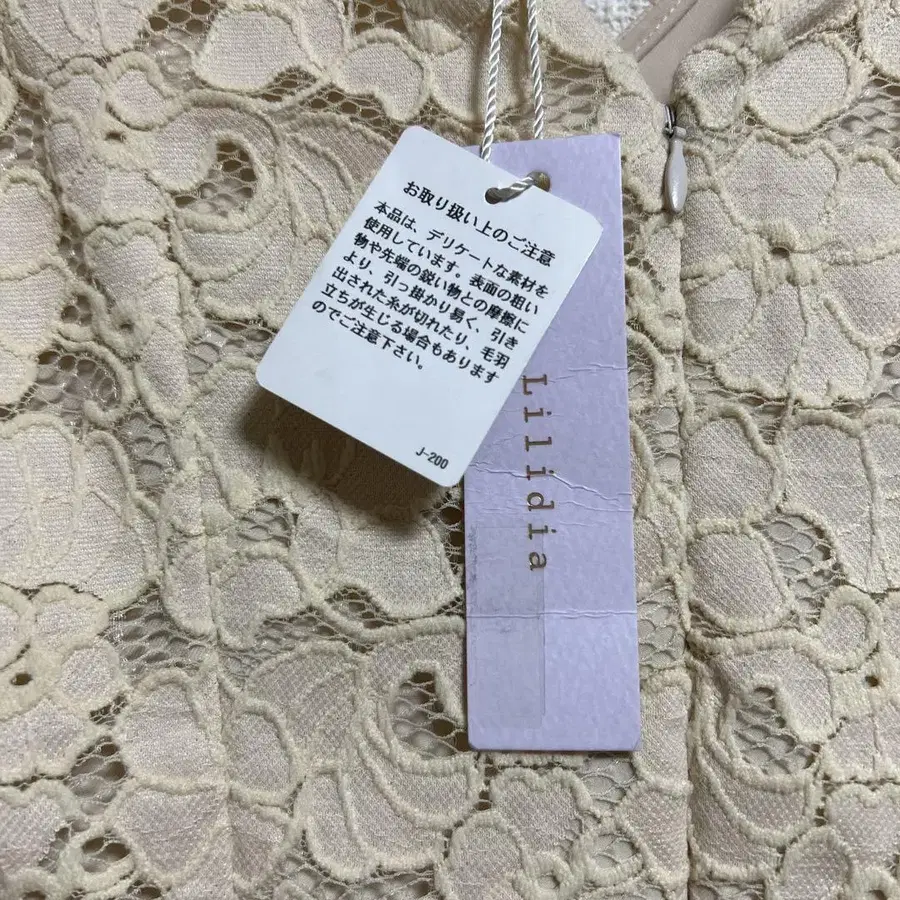 お取り扱い上のご注意
本品は、デリケートな素材を
使用しています。表面の粗い
物や先端の鋭い物との摩擦に
より、引っ掛かり易く、引き
出された糸が切れたり、毛羽
立ちが生じる場合もあります
のでご注意下さい。
J-200
Lilidia